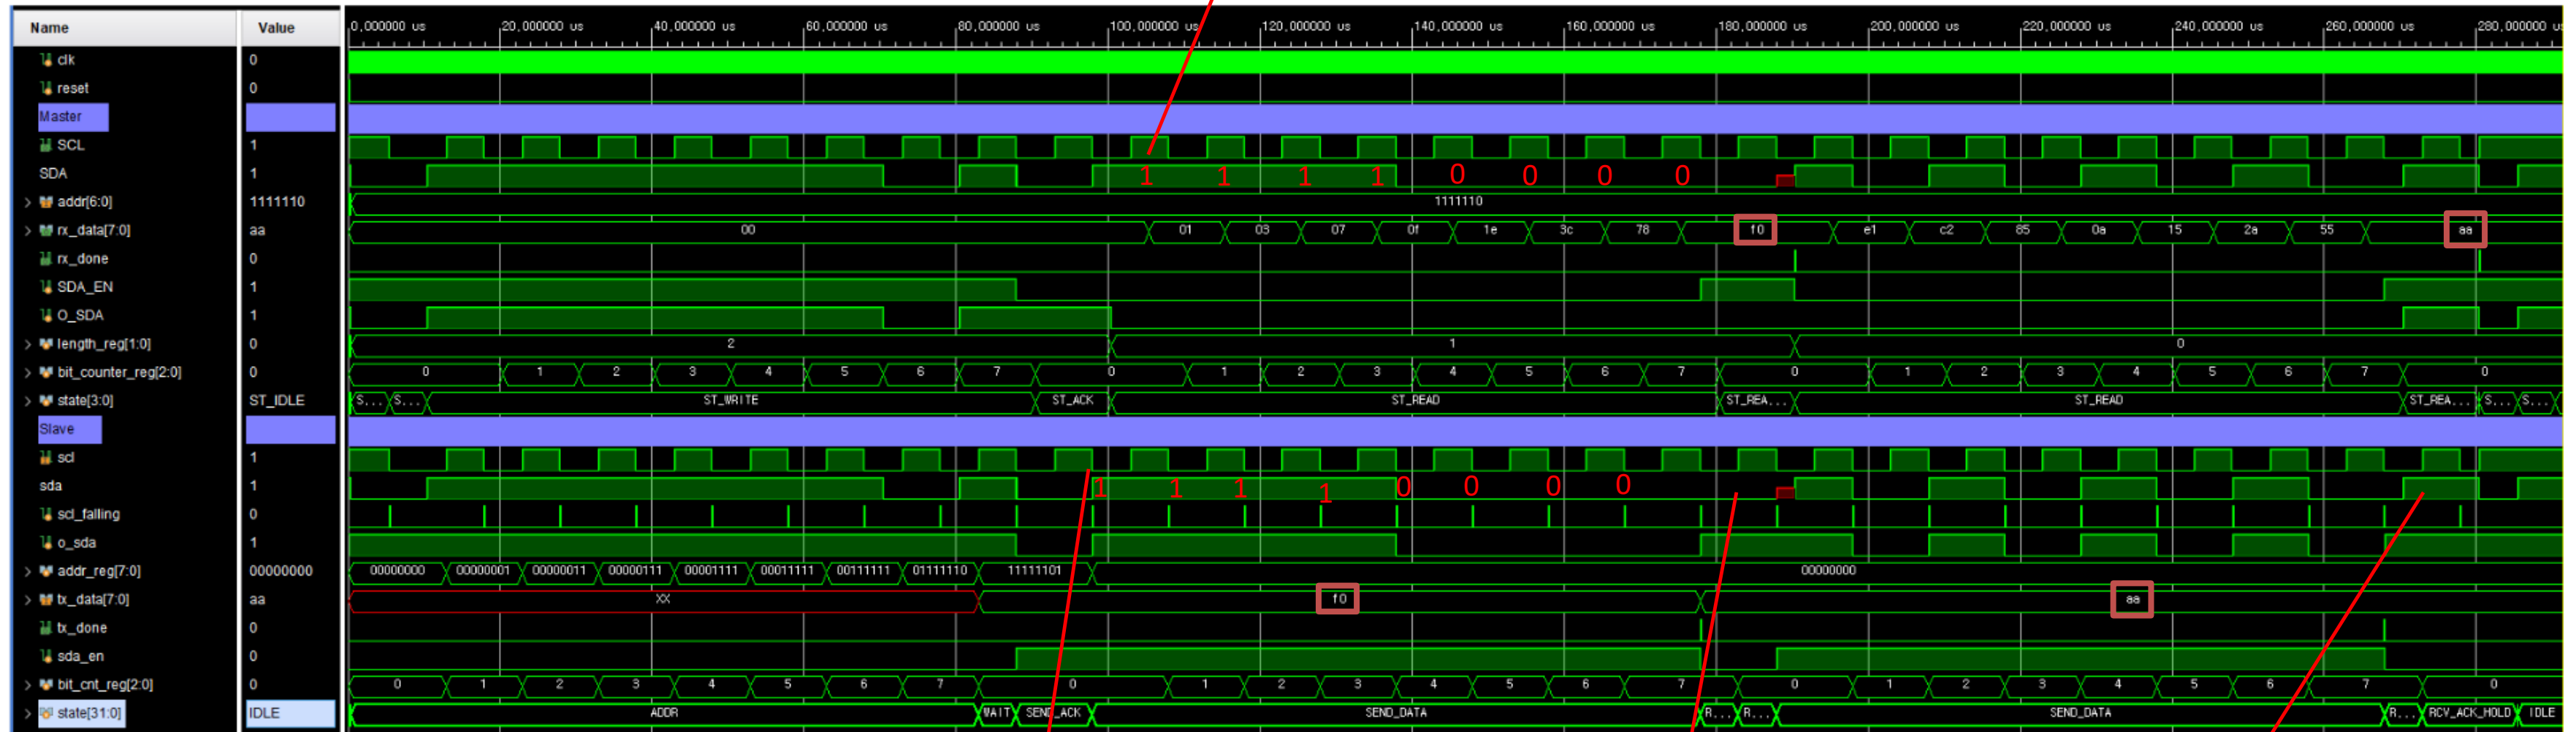 Name Value 0,000000 us 20,000000 us 40,000000 us 60,000000 us 80,000000 us 100,000000 us 120,000000 us 140,000000 us 160,000000 us 180,000000 us 200,000000 us 220,000000 us 240,000000 us 260,000000 us 280,000000 u
clk 0
reset 0
Master
SCL 1
SDA 1 1 1 1 1 0 0 0 0
addr[6:0] 1111110 1111110
rx_data[7:0] aa 00 01 03 07 0f 1e 3c 78 f0 e1 c2 85 0a 15 2a 55 aa
rx_done 0
SDA_EN 1
O_SDA 1
length_reg[1:0] 0 2 1 0
bit_counter_reg[2:0] 0 0 1 2 3 4 5 6 7 0 1 2 3 4 5 6 7 0 1 2 3 4 5 6 7 0
state[3:0] ST_IDLE S... S... ST_WRITE ST_ACK ST_READ ST_REA... ST_READ ST_REA... S... S...
Slave
scl 1
sda 1 1 1 1 1 0 0 0 0
scl_falling 0
o_sda 1
addr_reg[7:0] 00000000 00000000 00000001 00000011 00000111 00001111 00011111 00111111 01111110 11111101 00000000
tx_data[7:0] aa XX f0 aa
tx_done 0
sda_en 0
bit_cnt_reg[2:0] 0 0 1 2 3 4 5 6 7 0 1 2 3 4 5 6 7 0 1 2 3 4 5 6 7 0
state[31:0] IDLE ADDR WAIT SEND_ACK SEND_DATA R... R... SEND_DATA R... RCV_ACK_HOLD IDLE